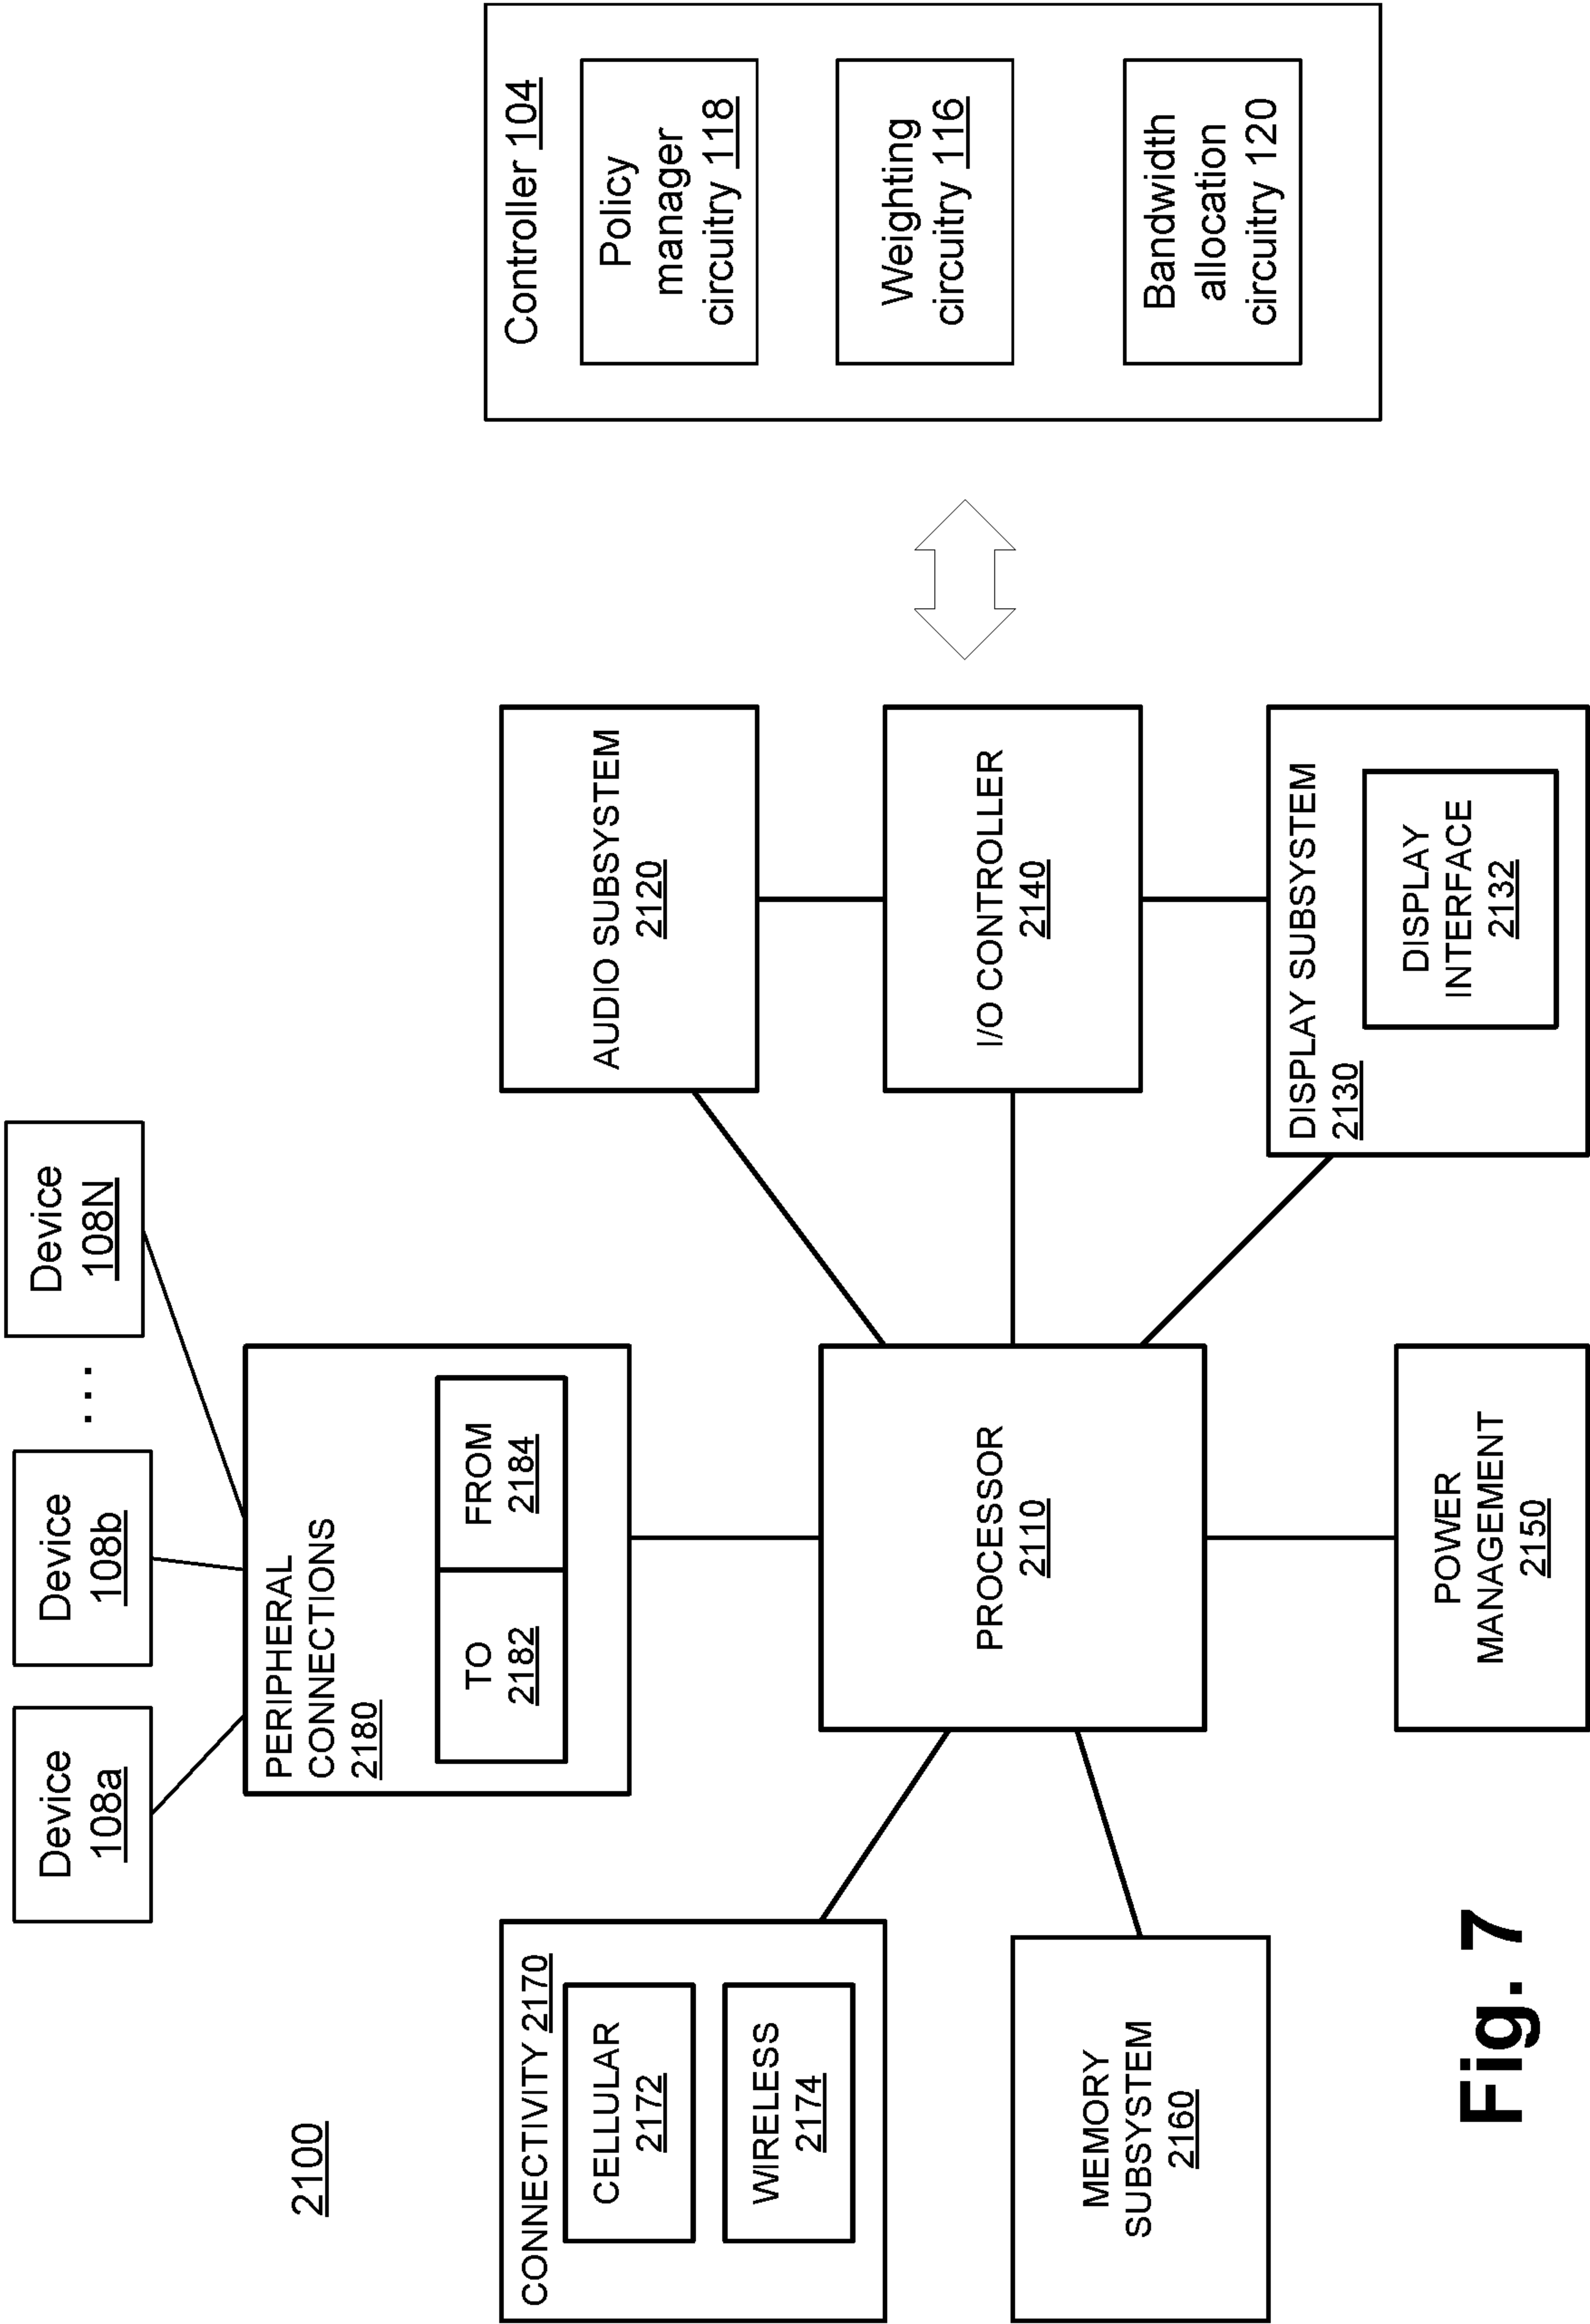 2100
Device
108a
Device
108b
...
Device
108N
PERIPHERAL
CONNECTIONS
2180
TO
2182
FROM
2184
CONNECTIVITY 2170
CELLULAR
2172
WIRELESS
2174
MEMORY
SUBSYSTEM
2160
PROCESSOR
2110
POWER
MANAGEMENT
2150
AUDIO SUBSYSTEM
2120
I/O CONTROLLER
2140
DISPLAY SUBSYSTEM
2130
DISPLAY
INTERFACE
2132
Controller 104
Policy
manager
circuitry 118
Weighting
circuitry 116
Bandwidth
allocation
circuitry 120
Fig. 7